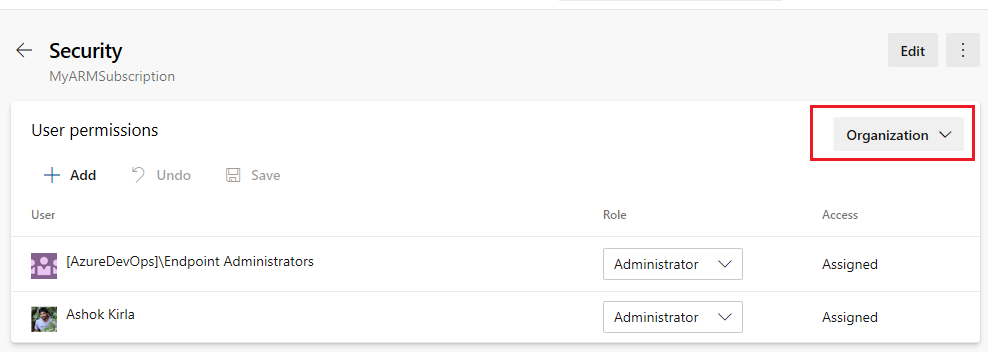 Security
Edit
MyARMSubscription
User permissions
Organization
Add Undo Save
User Role Access
[AzureDevOps]\Endpoint Administrators Administrator Assigned
Ashok Kirla Administrator Assigned